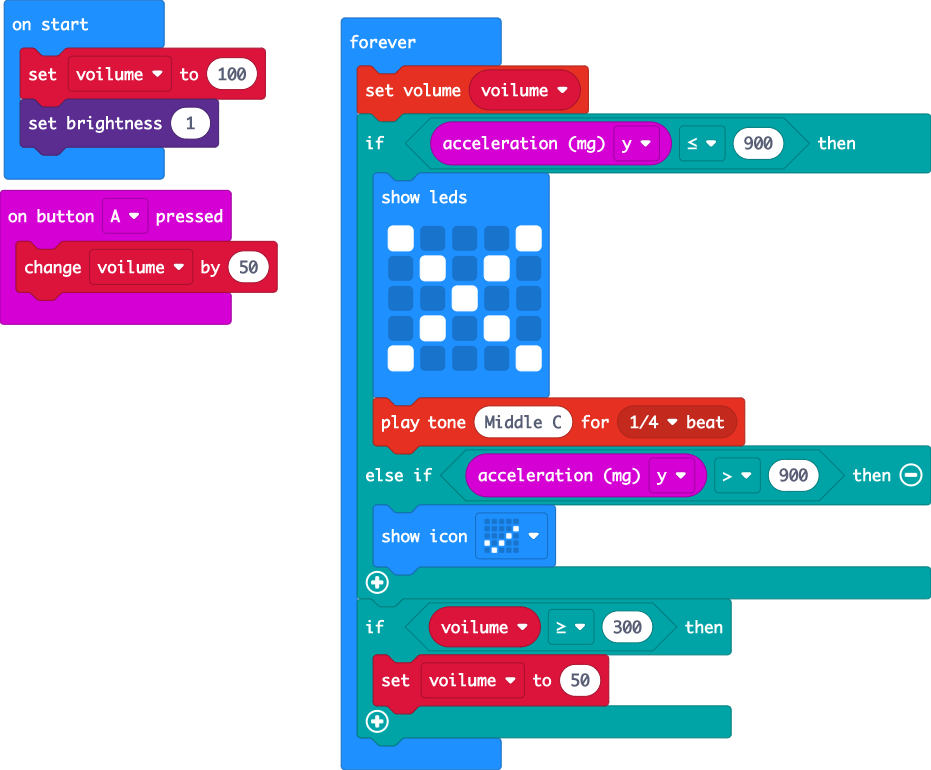 on start
set voilume to 100
set brightness 1
on button A pressed
change voilume by 50
forever
set volume voilume
if acceleration (mg) y ≤ 900 then
show leds
play tone Middle C for 1/4 beat
else if acceleration (mg) y > 900 then
show icon
if voilume ≥ 300 then
set voilume to 50